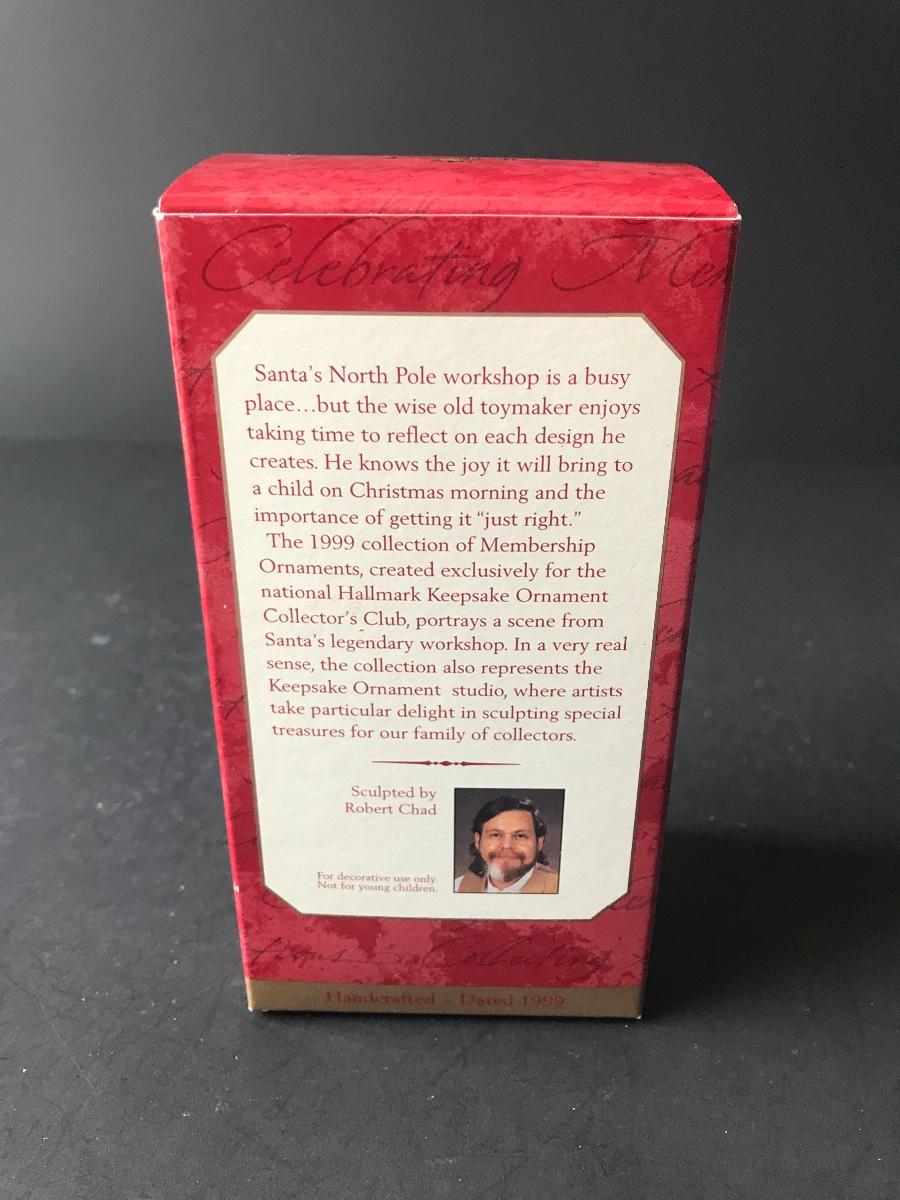 Celebrating
Santa's North Pole workshop is a busy
place...but the wise old toymaker enjoys
taking time to reflect on each design he
creates. He knows the joy it will bring to
a child on Christmas morning and the
importance of getting it “just right.”
The 1999 collection of Membership
Ornaments, created exclusively for the
national Hallmark Keepsake Ornament
Collector's Club, portrays a scene from
Santa's legendary workshop. In a very real
sense, the collection also represents the
Keepsake Ornament studio, where artists
take particular delight in sculpting special
treasures for our family of collectors.
Sculpted by
Robert Chad
For decorative use only.
Not for young children.
tions Collecting
Handcrafted ~ Dated 1999